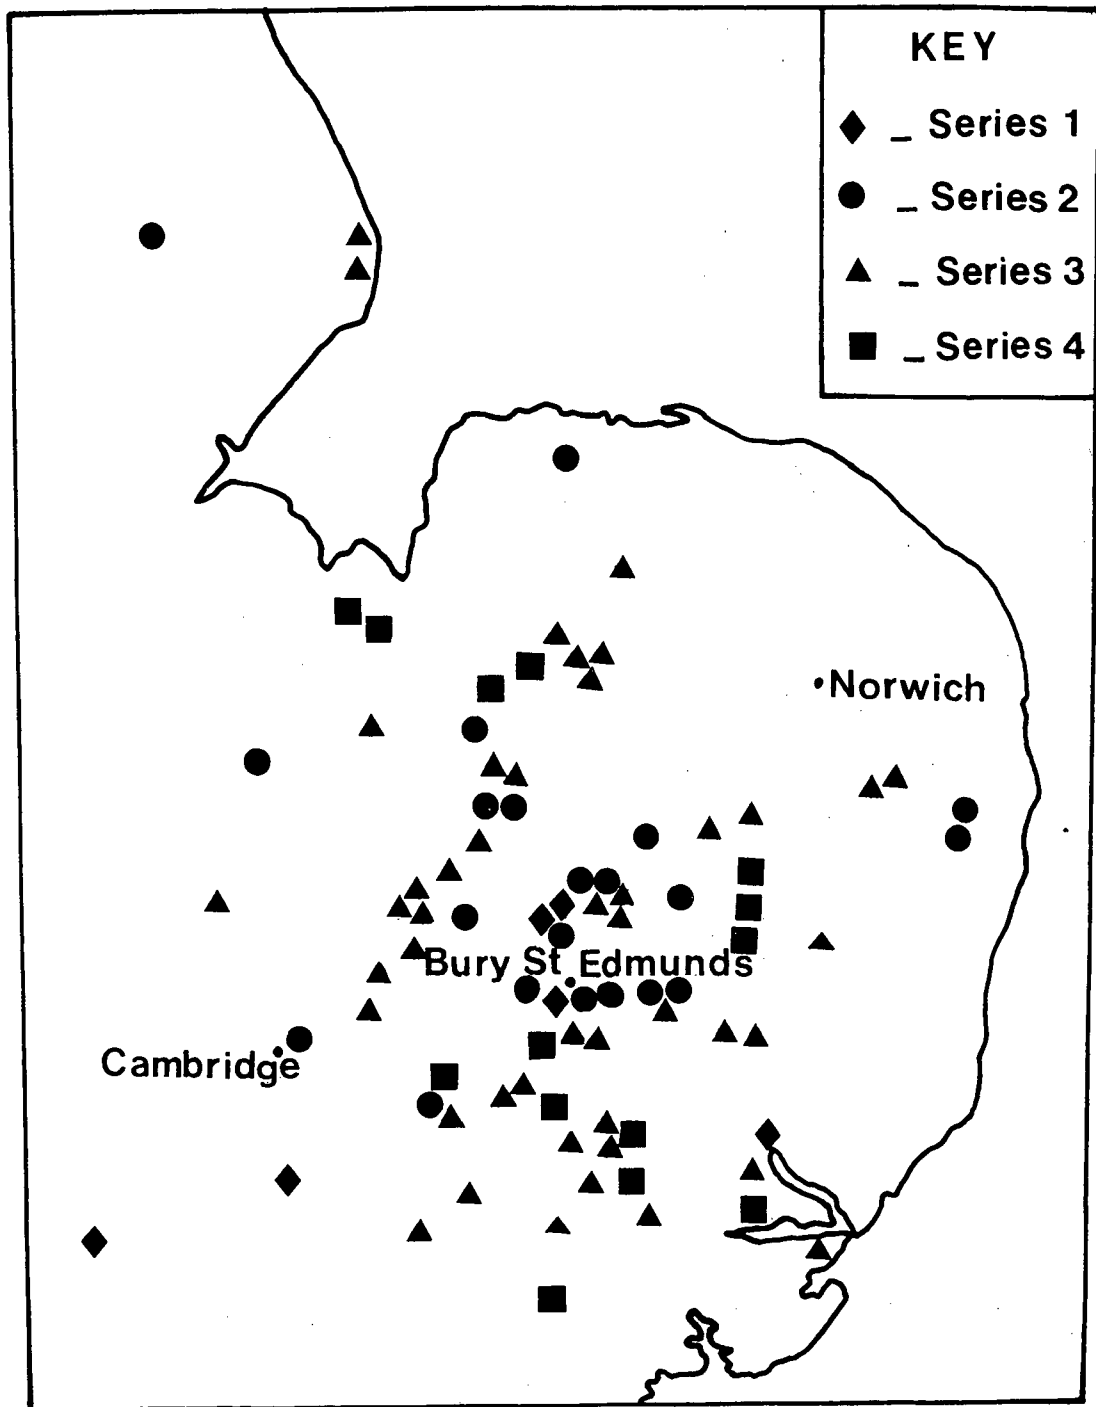 KEY
– Series 1
– Series 2
– Series 3
– Series 4
Norwich
Bury St Edmunds
Cambridge